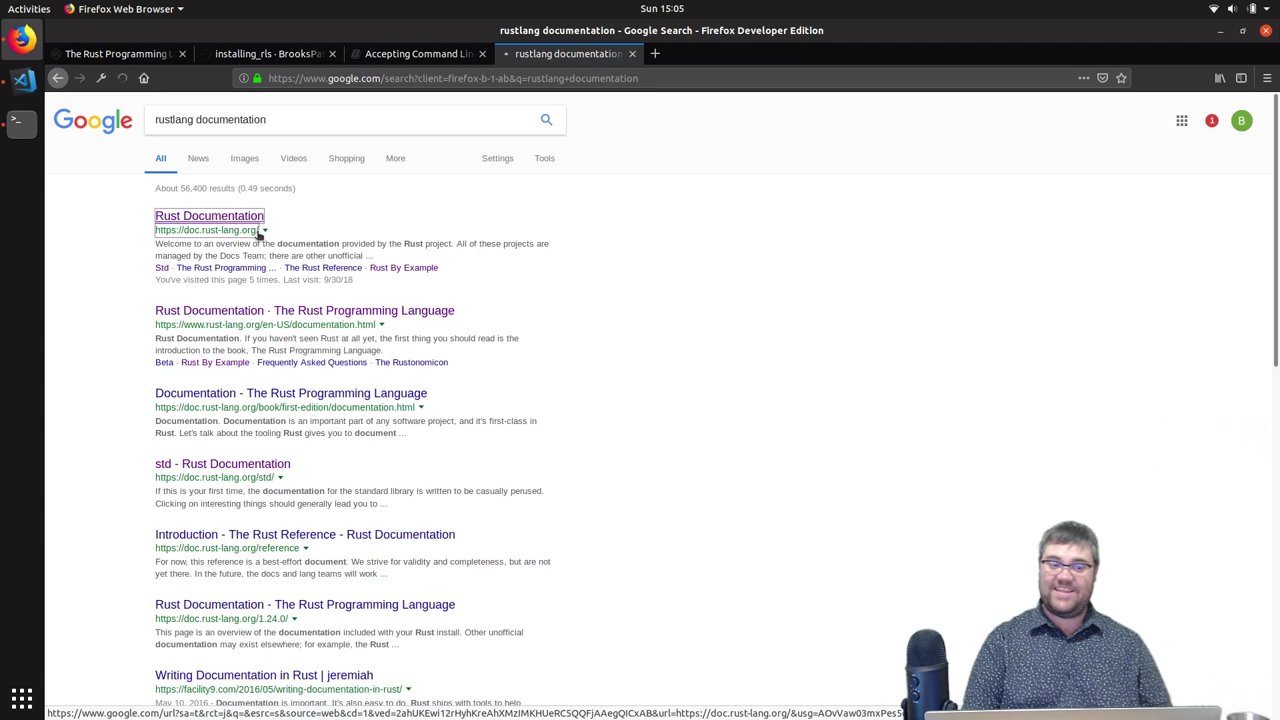 Activities
Firefox Web Browser
Sun 15:05
rustlang documentation - Google Search - Firefox Developer Edition
The Rust Programming L
installing_rls - BrooksPat
Accepting Command Lin
rustlang documentation
https://www.google.com/search?client=firefox-b-1-ab&q=rustlang+documentation
Google
rustlang documentation
1
B
All
News
Images
Videos
Shopping
More
Settings
Tools
About 56,400 results (0.49 seconds)
Rust Documentation
https://doc.rust-lang.org/
Welcome to an overview of the documentation provided by the Rust project. All of these projects are
managed by the Docs Team; there are other unofficial ...
Std · The Rust Programming ... · The Rust Reference · Rust By Example
You've visited this page 5 times. Last visit: 9/30/18
Rust Documentation · The Rust Programming Language
https://www.rust-lang.org/en-US/documentation.html
Rust Documentation. If you haven't seen Rust at all yet, the first thing you should read is the
introduction to the book, The Rust Programming Language.
Beta · Rust By Example · Frequently Asked Questions · The Rustonomicon
Documentation - The Rust Programming Language
https://doc.rust-lang.org/book/first-edition/documentation.html
Documentation. Documentation is an important part of any software project, and it's first-class in
Rust. Let's talk about the tooling Rust gives you to document ...
std - Rust Documentation
https://doc.rust-lang.org/std/
If this is your first time, the documentation for the standard library is written to be casually perused.
Clicking on interesting things should generally lead you to ...
Introduction - The Rust Reference - Rust Documentation
https://doc.rust-lang.org/reference
For now, this reference is a best-effort document. We strive for validity and completeness, but are not
yet there. In the future, the docs and lang teams will work ...
Rust Documentation - The Rust Programming Language
https://doc.rust-lang.org/1.24.0/
This page is an overview of the documentation included with your Rust install. Other unofficial
documentation may exist elsewhere; for example, the Rust ...
Writing Documentation in Rust | jeremiah
https://facility9.com/2016/05/writing-documentation-in-rust/
May 10, 2016 - Documentation is important. It's also easy to do. Rust ships with tools to help
https://www.google.com/url?sa=t&rct=j&q=&esrc=s&source=web&cd=1&ved=2ahUKEwi12rHyhKreAhXMzIMKHUeRC5QQFjAAegQICxAB&url=https://doc.rust-lang.org/&usg=AOvVaw03mxPes5